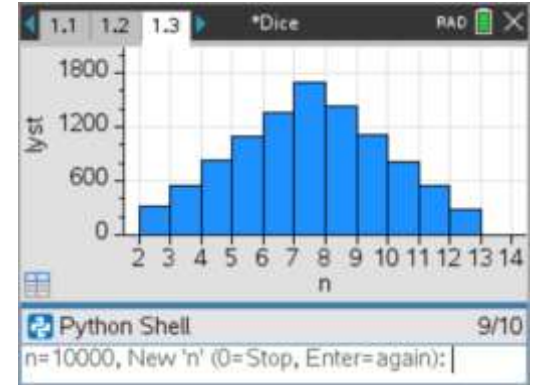 1.1 1.2 1.3 *Dice RAD
1800
1200
600
0
lyst
2 3 4 5 6 7 8 9 10 11 12 13 14
n
Python Shell 9/10
n=10000, New 'n' (0=Stop, Enter=again):